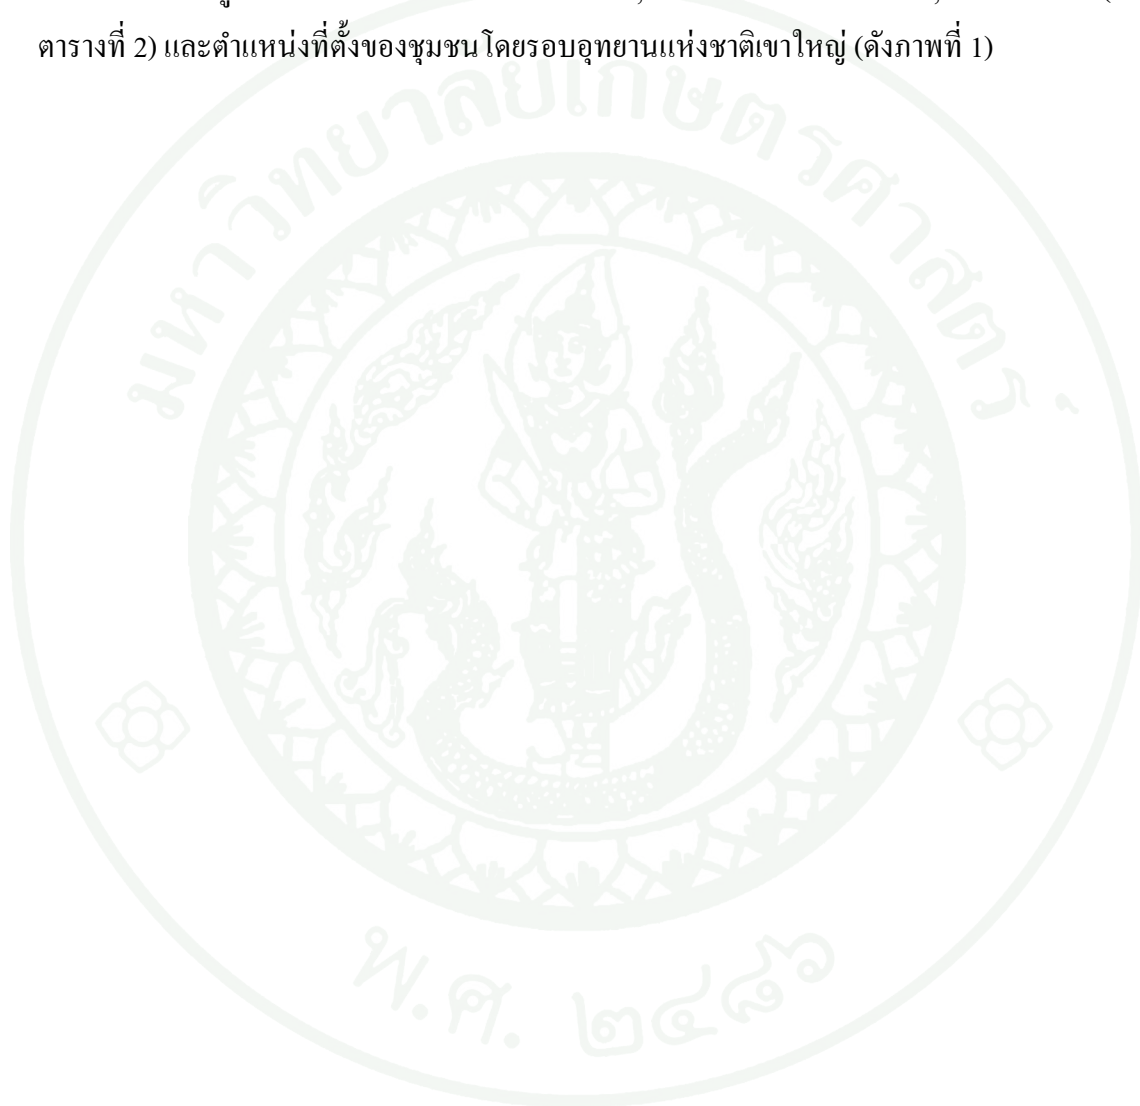 ตารางที่ 2) และตำแหน่งที่ตั้งของชุมชนโดยรอบอุทยานแห่งชาติเขาใหญ่ (ดังภาพที่ 1)
มหาวิทยาลัยเกษตรศาสตร์
พ.ศ. ๒๔๘๖